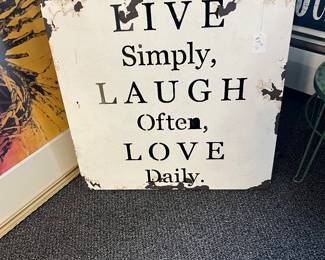 LIVE
Simply,
LAUGH
Often,
LOVE
Daily.